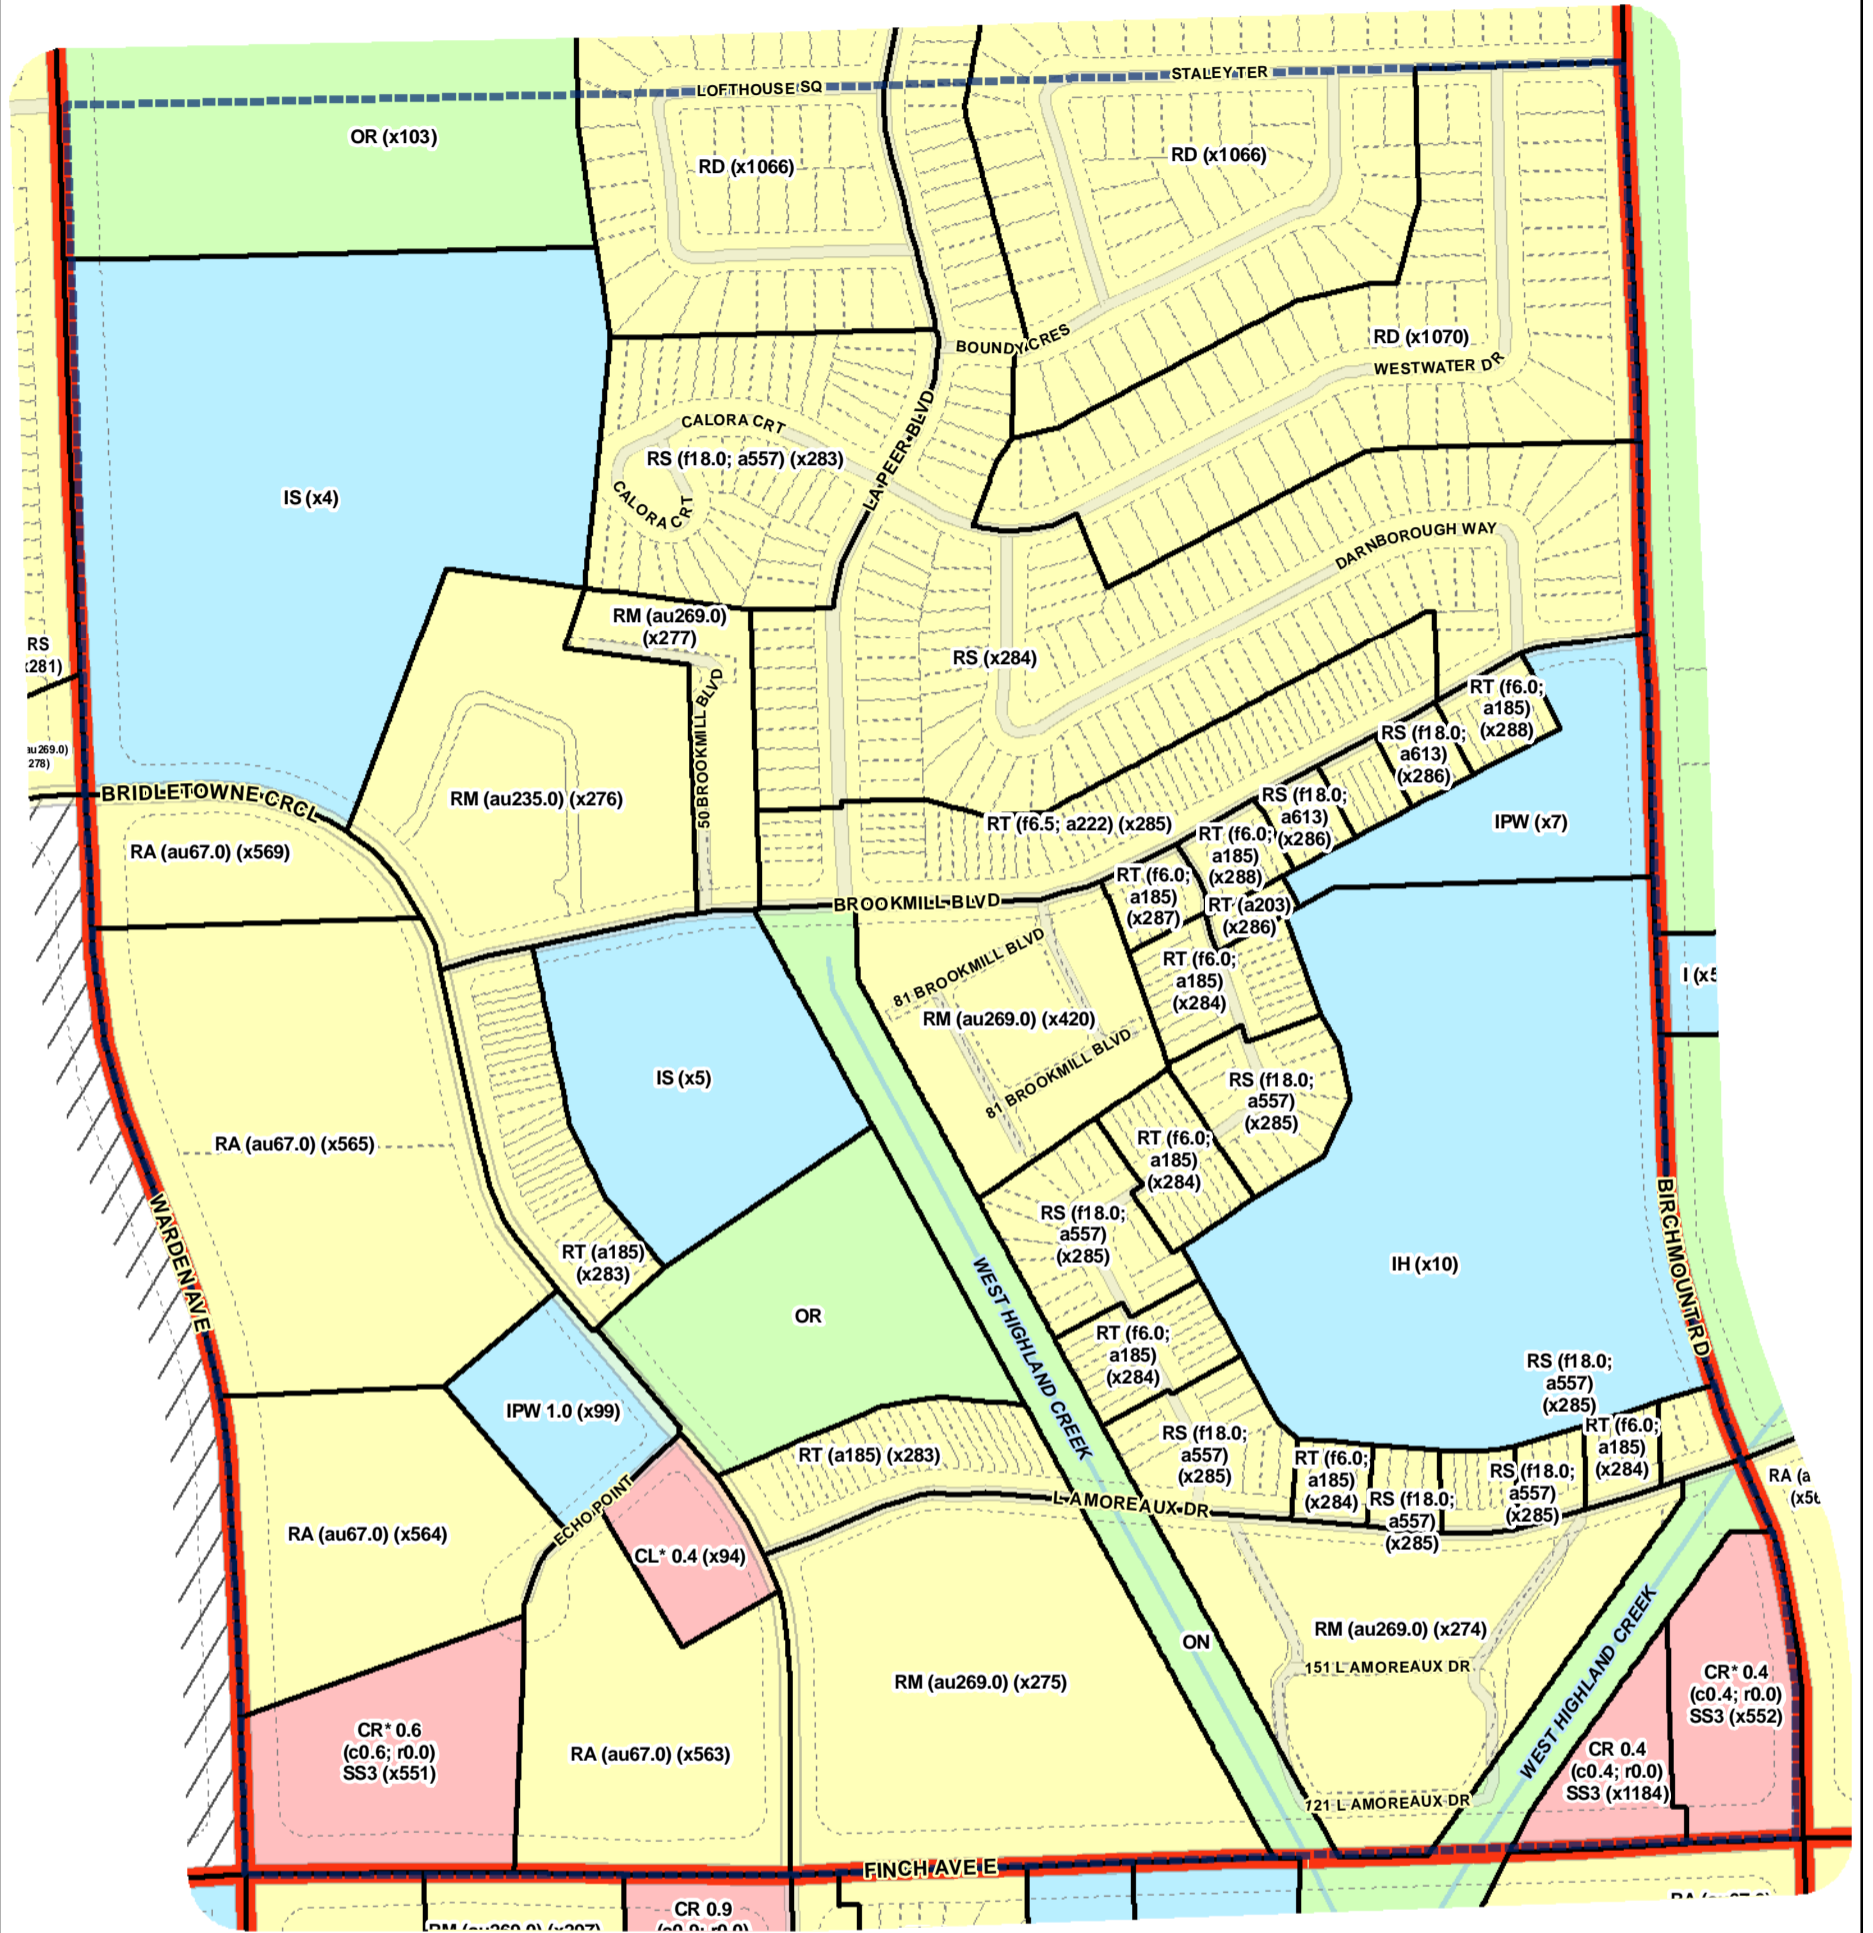 LOFTHOUSE SQ
STALEY TER
OR (x103)
RD (x1066)
RD (x1066)
BOUNDY CRES
RD (x1070)
WESTWATER DR
CALORA CRT
LA PEER BLVD
RS (f18.0; a557) (x283)
CALORA CRT
IS (x4)
DARNBOROUGH WAY
RM (au269.0)
(x277)
RS
RS (x284)
50 BROOKMILL BLVD
RT (f6.0;
a185)
(x288)
RS (f18.0;
a613)
(x286)
BRIDLETOWNE CRCL
RM (au235.0) (x276)
RS (f18.0;
a613)
(x286)
RT (f6.5; a222) (x285)
IPW (x7)
RA (au67.0) (x569)
RT (f6.0;
a185)
(x288)
RT (f6.0;
a185)
(x287)
BROOKMILL BLVD
RT (a203)
(x286)
81 BROOKMILL BLVD
RT (f6.0;
a185)
(x284)
RM (au269.0) (x420)
81 BROOKMILL BLVD
IS (x5)
RS (f18.0;
a557)
(x285)
RA (au67.0) (x565)
RT (f6.0;
a185)
(x284)
WARDEN AVE
RS (f18.0;
a557)
(x285)
RT (a185)
(x283)
IH (x10)
BIRCHMOUNT RD
OR
WEST HIGHLAND CREEK
RT (f6.0;
a185)
(x284)
RS (f18.0;
a557)
(x285)
IPW 1.0 (x99)
RT (a185) (x283)
RS (f18.0;
a557)
(x285)
RT (f6.0;
a185)
(x284)
RT (f6.0;
a185)
(x284)
RS (f18.0;
a557)
(x285)
RS (f18.0;
a557)
(x285)
L AMOREAUX DR
RA (au67.0) (x564)
ECHO POINT
CL* 0.4 (x94)
RM (au269.0) (x274)
ON
151 L AMOREAUX DR
WEST HIGHLAND CREEK
RM (au269.0) (x275)
CR* 0.4
(c0.4; r0.0)
SS3 (x552)
CR* 0.6
(c0.6; r0.0)
SS3 (x551)
RA (au67.0) (x563)
CR 0.4
(c0.4; r0.0)
SS3 (x1184)
121 L AMOREAUX DR
FINCH AVE E
CR 0.9